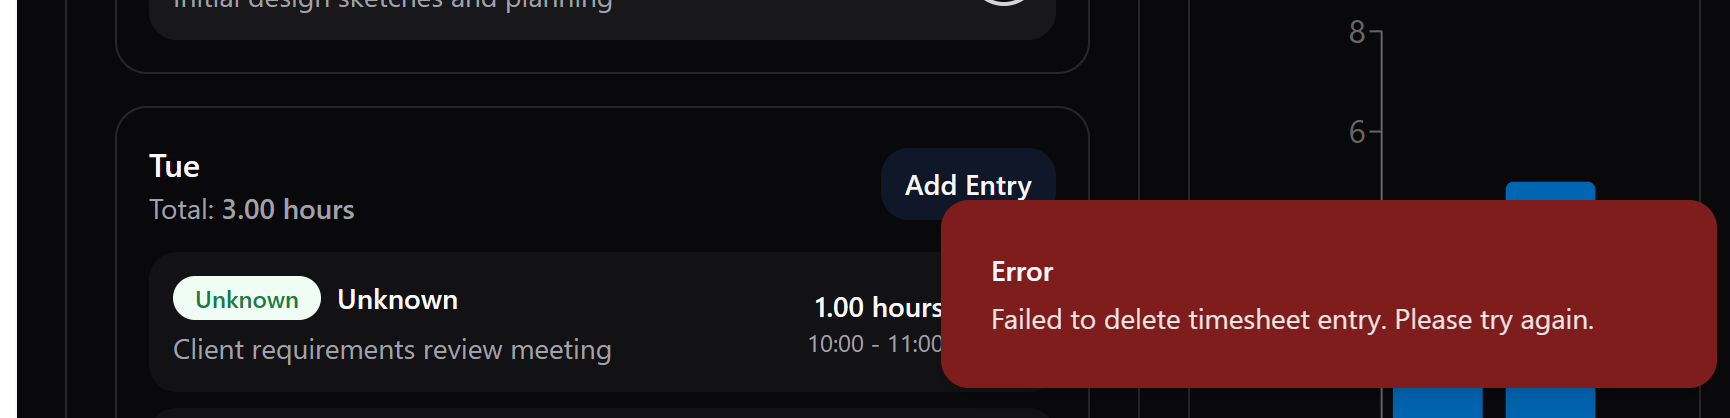 Initial design sketches and planning
8
6
Tue
Total: 3.00 hours
Add Entry
Unknown Unknown
Client requirements review meeting
1.00 hours
10:00 - 11:00
Error
Failed to delete timesheet entry. Please try again.